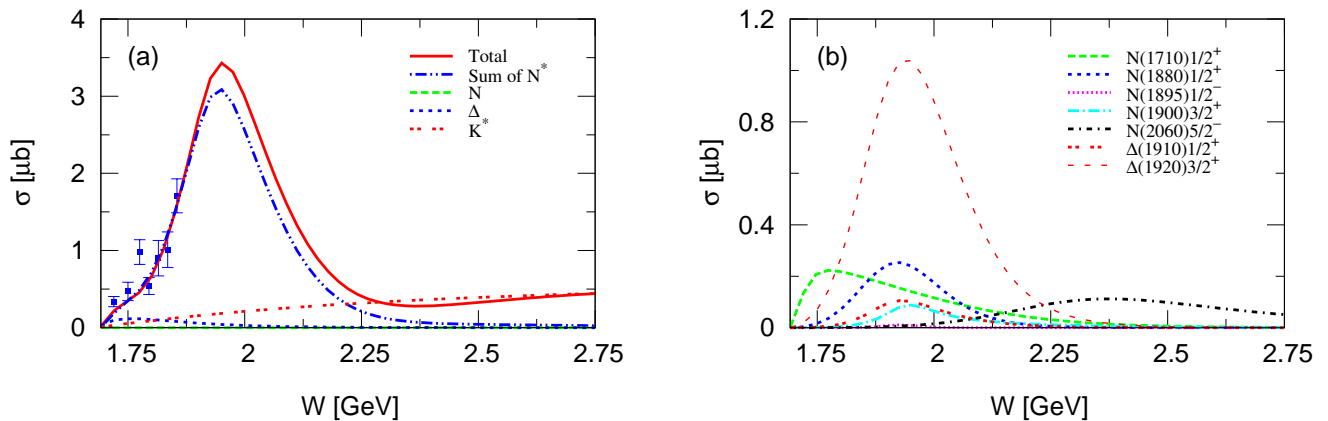 (a)
σ [μb]
4
3
2
1
0
Total
Sum of N*
N
Δ
K*
1.75
2
2.25
2.5
2.75
W [GeV]
(b)
σ [μb]
1.2
0.8
0.4
0
N(1710)1/2⁺
N(1880)1/2⁺
N(1895)1/2⁻
N(1900)3/2⁺
N(2060)5/2⁻
Δ(1910)1/2⁺
Δ(1920)3/2⁺
1.75
2
2.25
2.5
2.75
W [GeV]